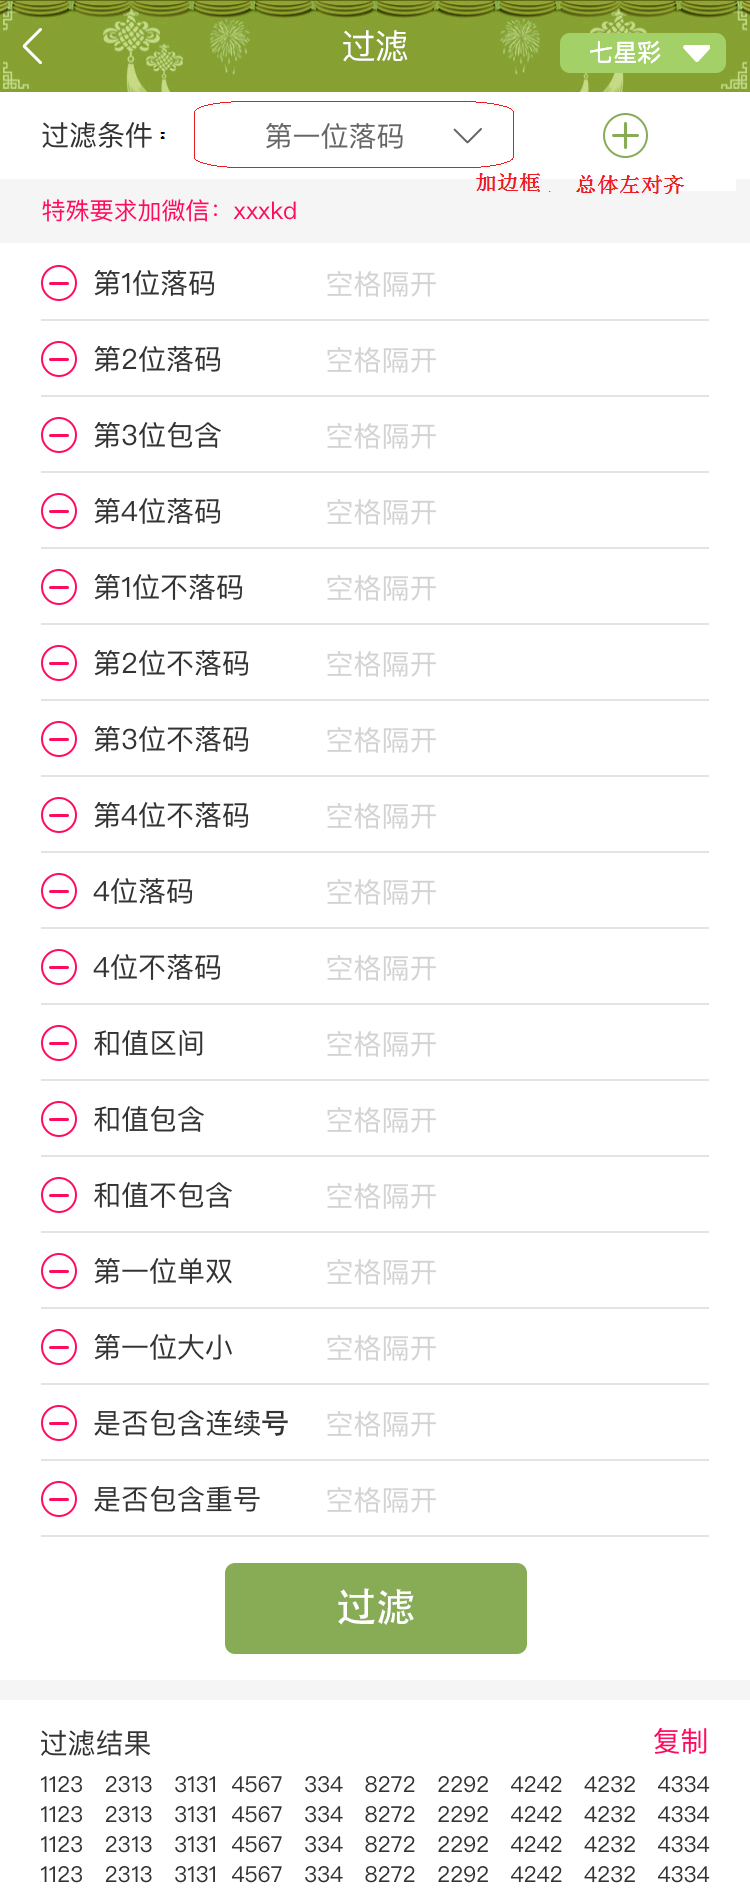 过滤
七星彩
过滤条件：
第一位落码
加边框
总体左对齐
特殊要求加微信：xxxkd
第1位落码 空格隔开
第2位落码 空格隔开
第3位包含 空格隔开
第4位落码 空格隔开
第1位不落码 空格隔开
第2位不落码 空格隔开
第3位不落码 空格隔开
第4位不落码 空格隔开
4位落码 空格隔开
4位不落码 空格隔开
和值区间 空格隔开
和值包含 空格隔开
和值不包含 空格隔开
第一位单双 空格隔开
第一位大小 空格隔开
是否包含连续号 空格隔开
是否包含重号 空格隔开
过滤
过滤结果 复制
1123 2313 3131 4567 334 8272 2292 4242 4232 4334
1123 2313 3131 4567 334 8272 2292 4242 4232 4334
1123 2313 3131 4567 334 8272 2292 4242 4232 4334
1123 2313 3131 4567 334 8272 2292 4242 4232 4334